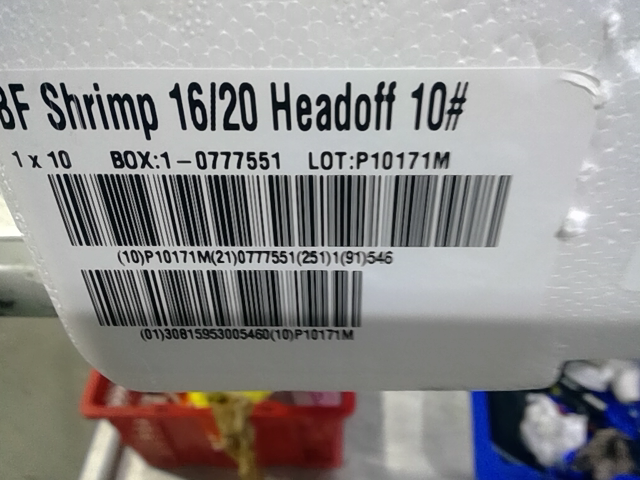 BF Shrimp 16/20 Headoff 10#
1 x 10 BOX:1-0777551 LOT:P10171M
(10)P10171M(21)0777551(251)1(91)546
(01)30815953005460(10)P10171M